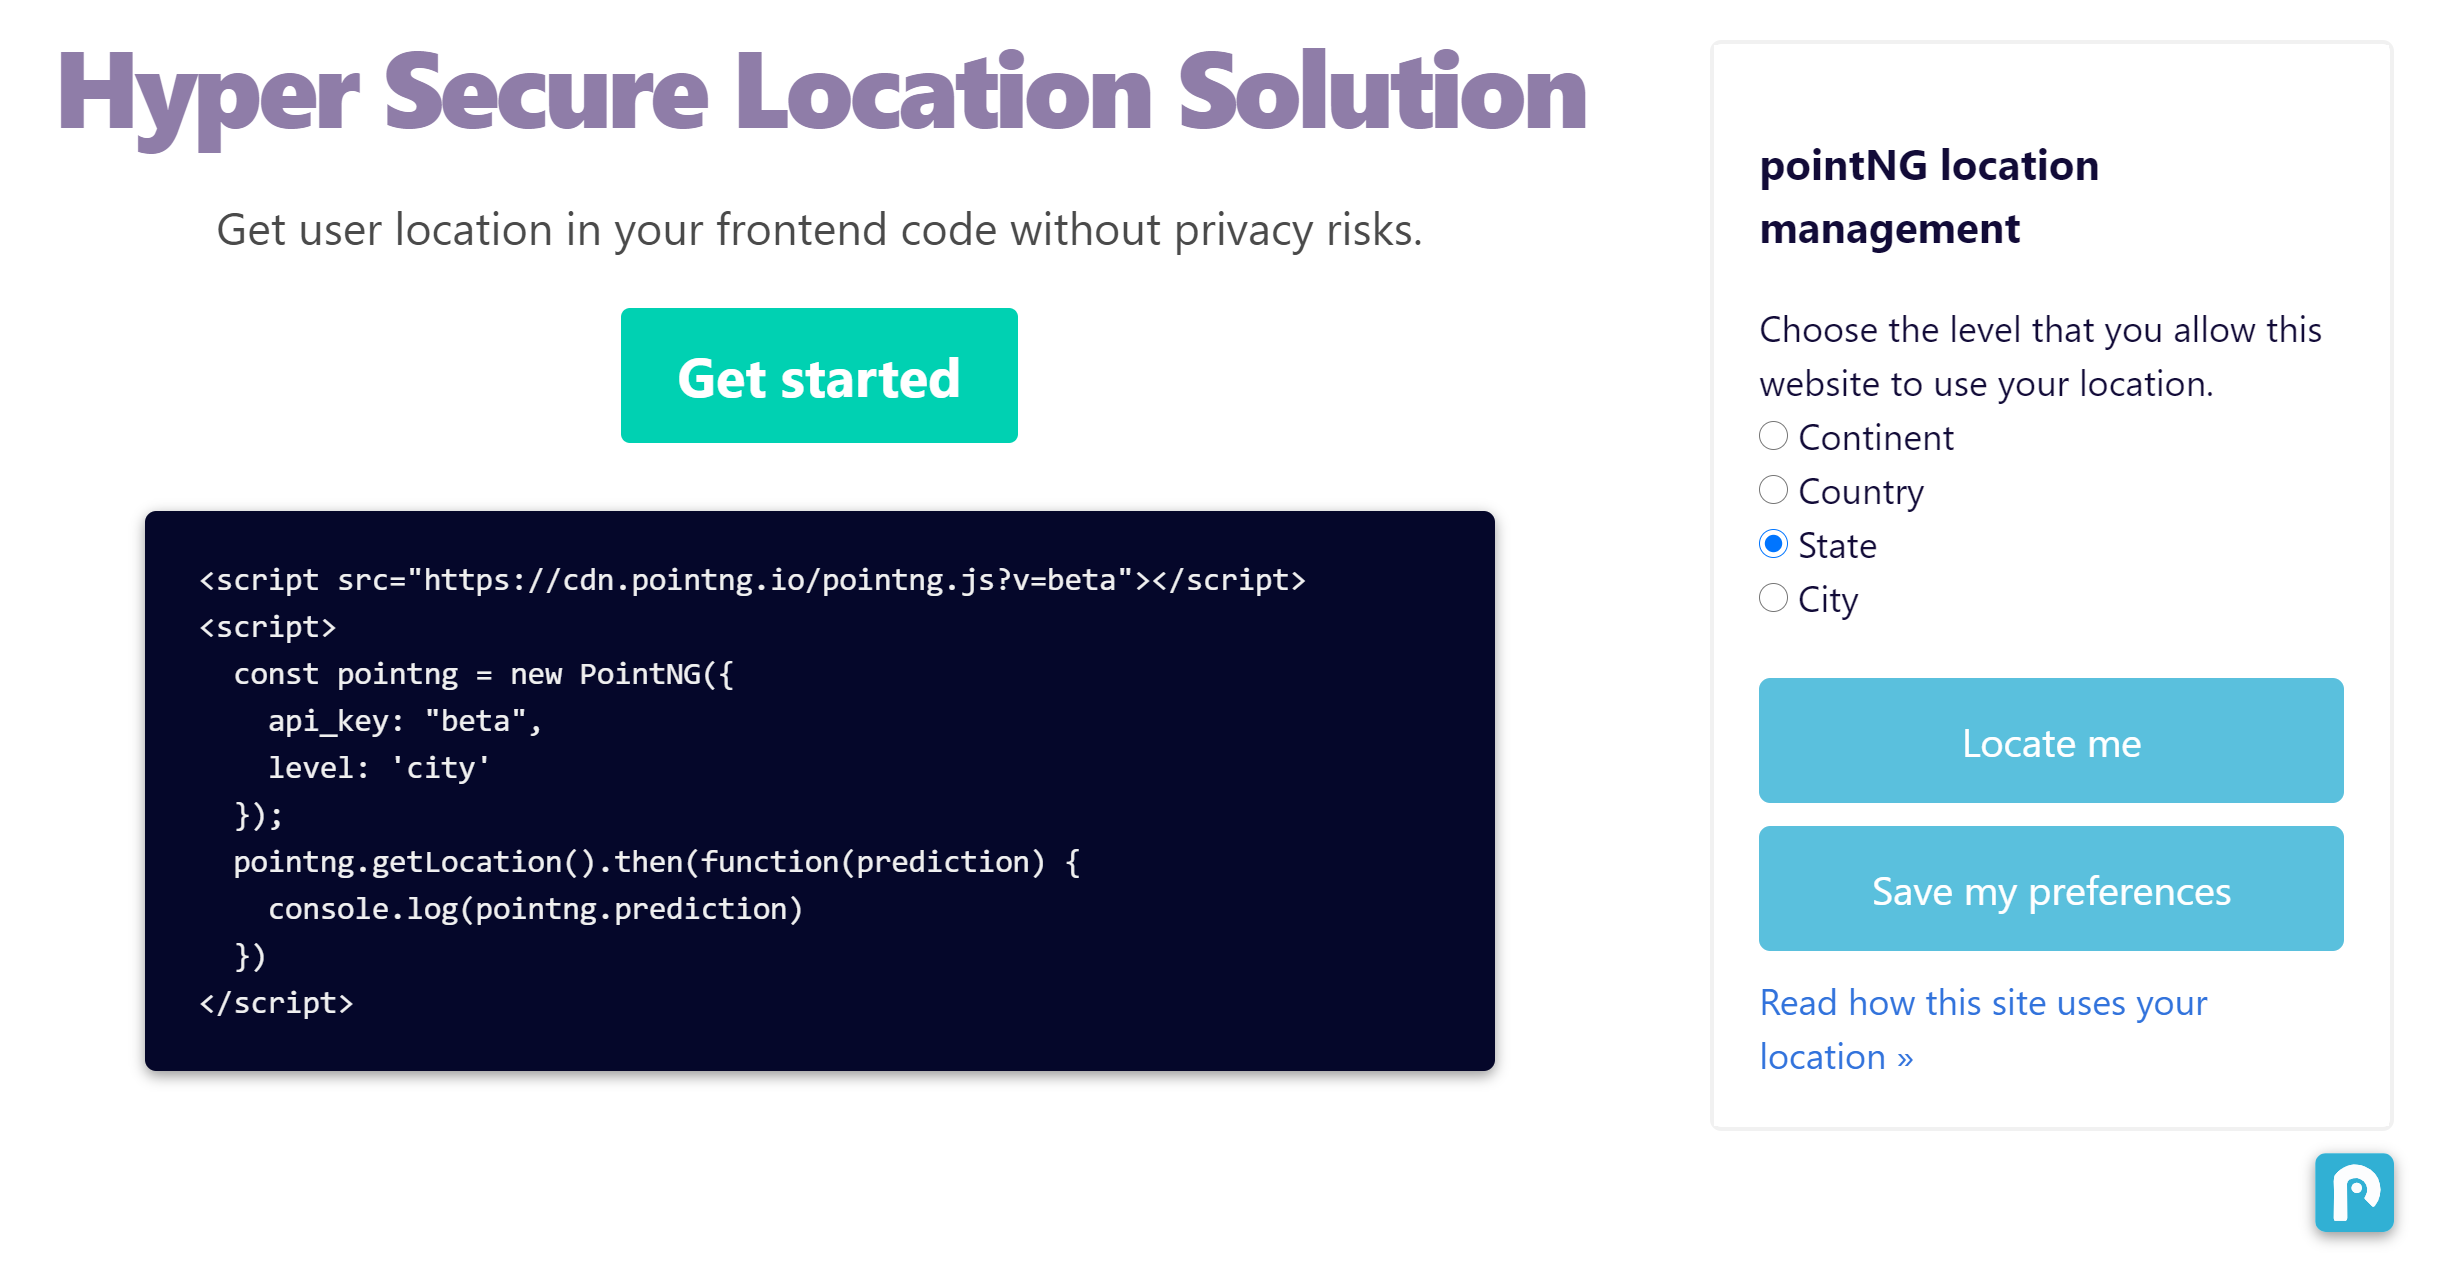 Hyper Secure Location Solution
Get user location in your frontend code without privacy risks.
Get started
<script src="https://cdn.pointng.io/pointng.js?v=beta"></script>
<script>
  const pointng = new PointNG({
    api_key: "beta",
    level: 'city'
  });
  pointng.getLocation().then(function(prediction) {
    console.log(pointng.prediction)
  })
</script>
pointNG location
management
Choose the level that you allow this
website to use your location.
Continent
Country
State
City
Locate me
Save my preferences
Read how this site uses your
location »